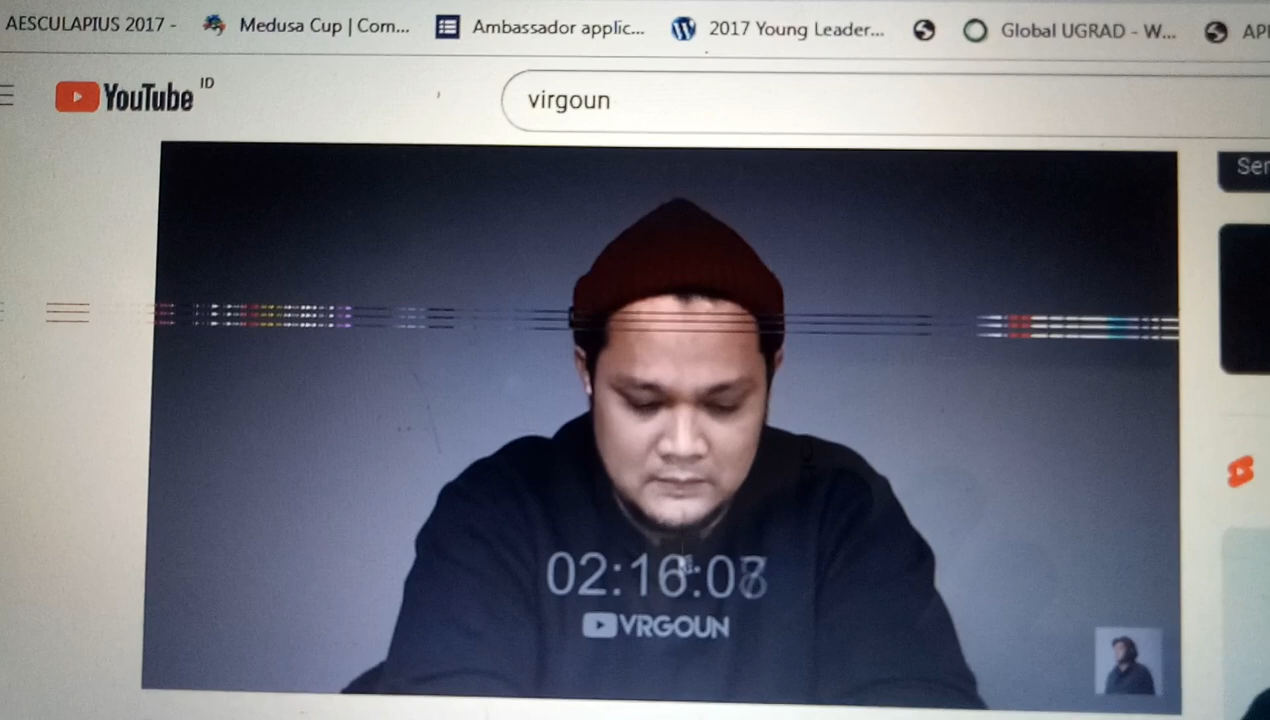 AESCULAPIUS 2017 -
Medusa Cup | Com...
Ambassador applic...
2017 Young Leader...
Global UGRAD - W...
YouTube ID
virgoun
Ser
02:16:0
VRGOUN